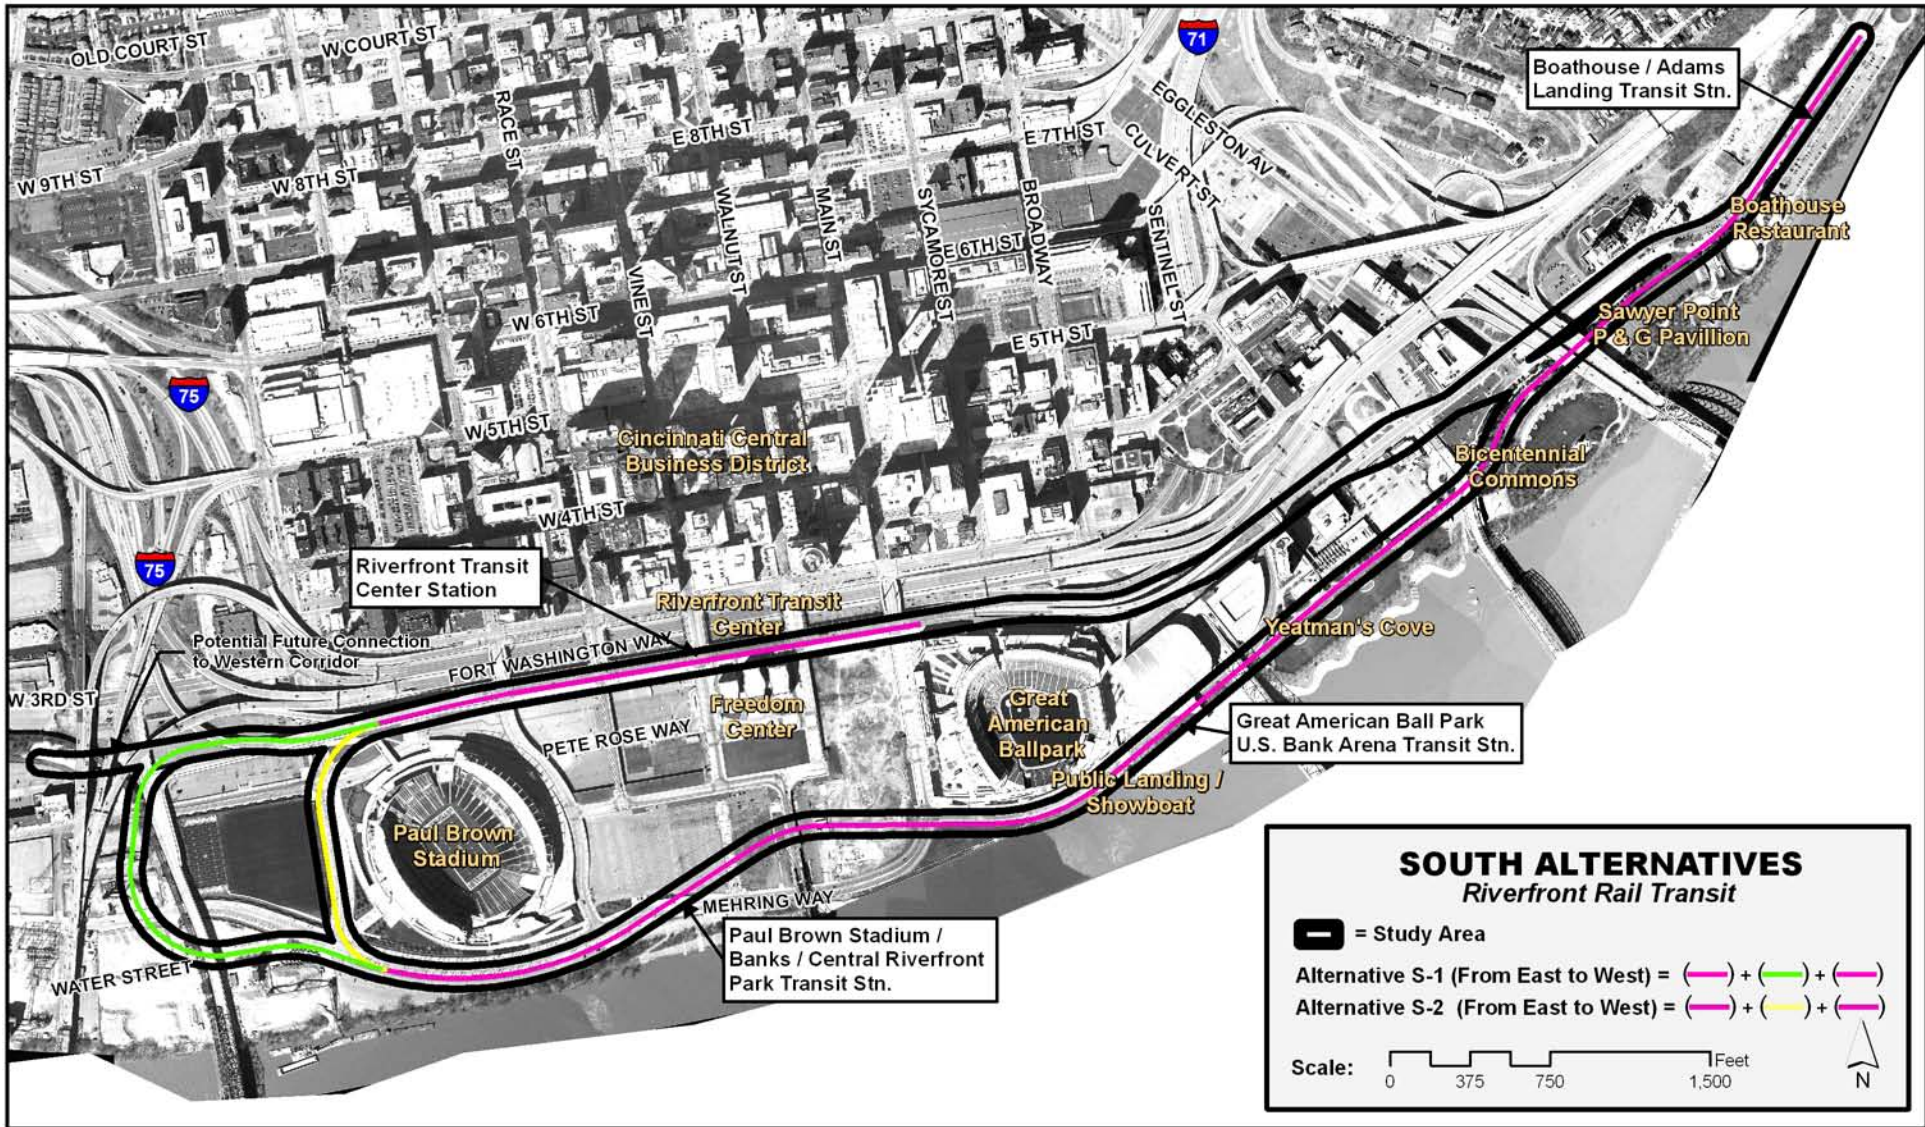 OLD COURT ST
W COURT ST
71
Boathouse / Adams
Landing Transit Stn.
RACE ST
E 8TH ST
E 7TH ST
EGGLESTON AV
CULVERT ST
W 9TH ST
W 8TH ST
WALNUT ST
MAIN ST
SYCAMORE ST
BROADWAY
SENTINEL ST
E 6TH ST
Boathouse
Restaurant
VINE ST
W 6TH ST
E 5TH ST
Sawyer Point
P & G Pavillion
75
W 5TH ST
Cincinnati Central
Business District
Bicentennial
Commons
W 4TH ST
75
Riverfront Transit
Center Station
Riverfront Transit
Center
Yeatman's Cove
Potential Future Connection
to Western Corridor
FORT WASHINGTON WAY
W 3RD ST
Freedom
Center
PETE ROSE WAY
Great
American
Ballpark
Great American Ball Park
U.S. Bank Arena Transit Stn.
Public Landing /
Showboat
Paul Brown
Stadium
MEHRING WAY
Paul Brown Stadium /
Banks / Central Riverfront
Park Transit Stn.
WATER STREET
SOUTH ALTERNATIVES
Riverfront Rail Transit
= Study Area
Alternative S-1 (From East to West) = ( ) + ( ) + ( )
Alternative S-2 (From East to West) = ( ) + ( ) + ( )
Scale:
Feet
0 375 750 1,500
N